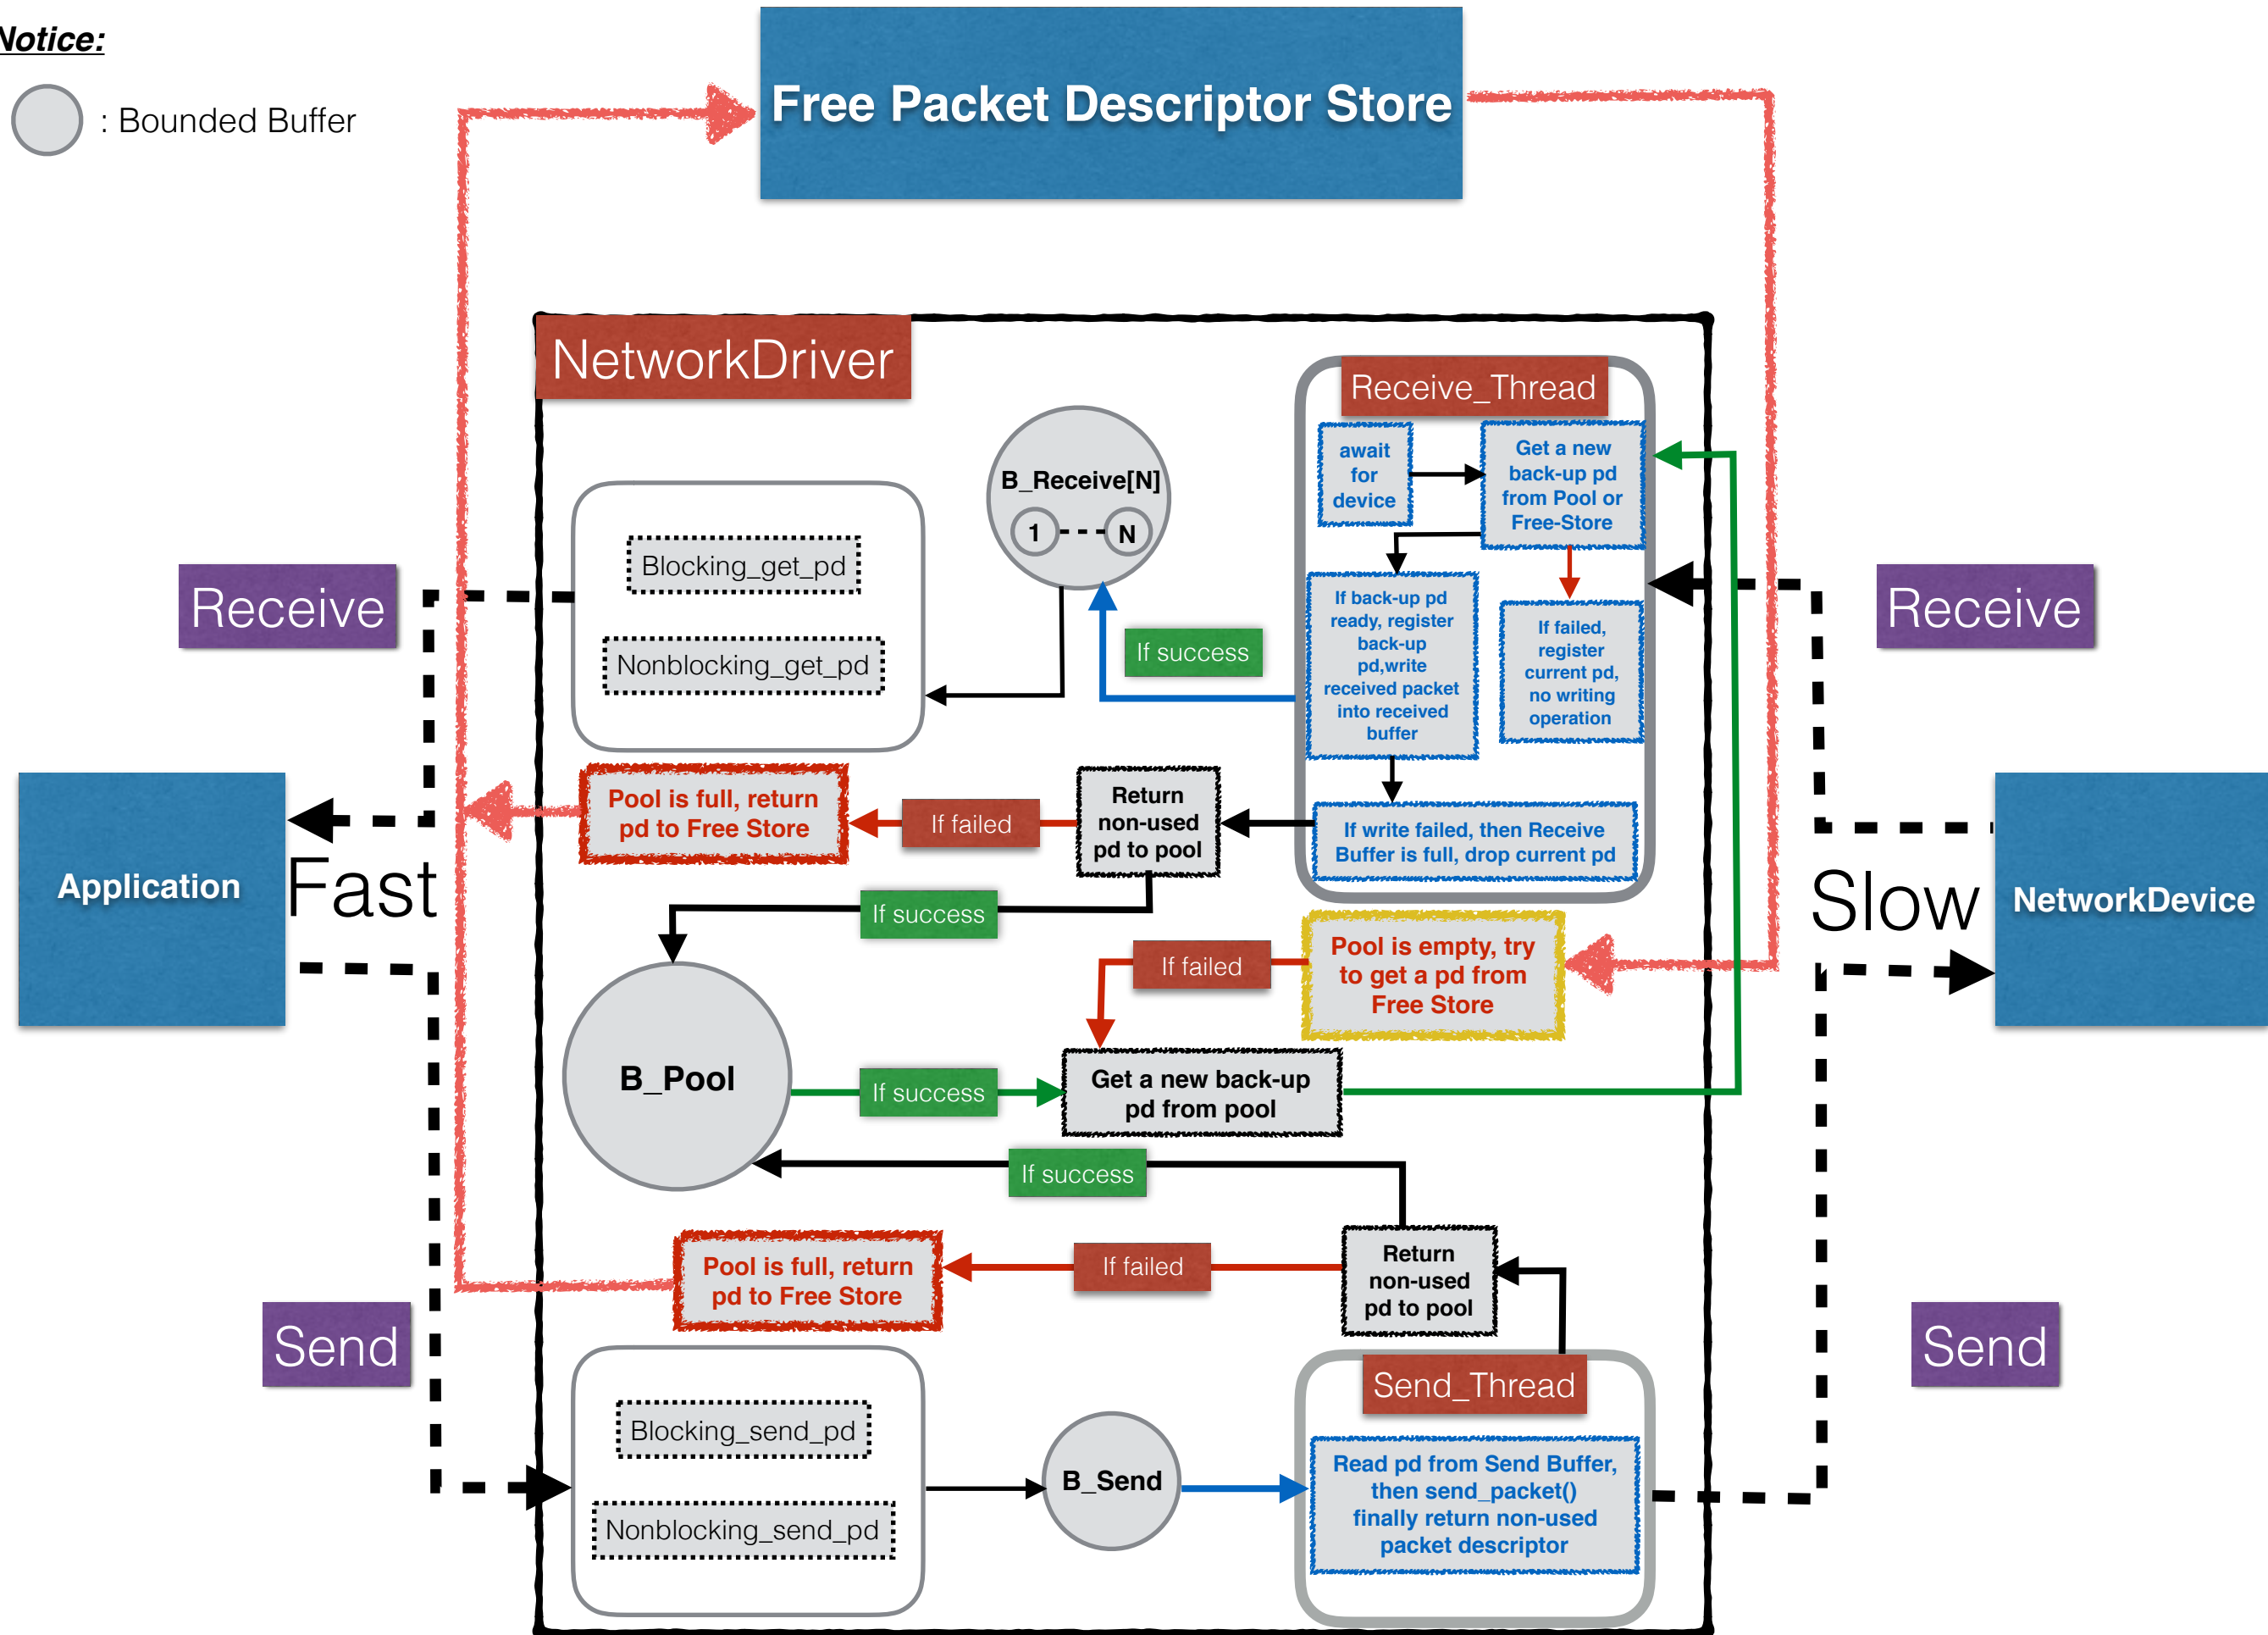 Notice:
: Bounded Buffer
Free Packet Descriptor Store
NetworkDriver
Receive_Thread
await
for
device
Get a new
back-up pd
from Pool or
Free-Store
B_Receive[N]
1
N
Blocking_get_pd
Nonblocking_get_pd
Receive
If success
If back-up pd
ready, register
back-up
pd,write
received packet
into received
buffer
If failed,
register
current pd,
no writing
operation
Receive
Pool is full, return
pd to Free Store
If failed
Return
non-used
pd to pool
If write failed, then Receive
Buffer is full, drop current pd
Application
Fast
If success
Slow
NetworkDevice
If failed
Pool is empty, try
to get a pd from
Free Store
B_Pool
If success
Get a new back-up
pd from pool
If success
Pool is full, return
pd to Free Store
If failed
Return
non-used
pd to pool
Send
Send
Send_Thread
Blocking_send_pd
Nonblocking_send_pd
B_Send
Read pd from Send Buffer,
then send_packet()
finally return non-used
packet descriptor